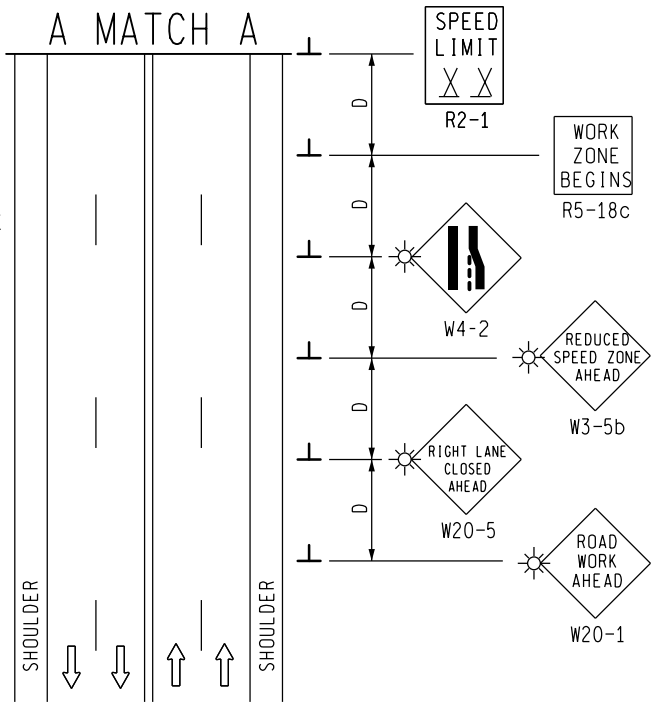 A MATCH A
SPEED
LIMIT
X X
R2-1
D
WORK
ZONE
BEGINS
R5-18c
D
W4-2
D
REDUCED
SPEED ZONE
AHEAD
W3-5b
D
RIGHT LANE
CLOSED
AHEAD
W20-5
D
ROAD
WORK
AHEAD
W20-1
SHOULDER
SHOULDER